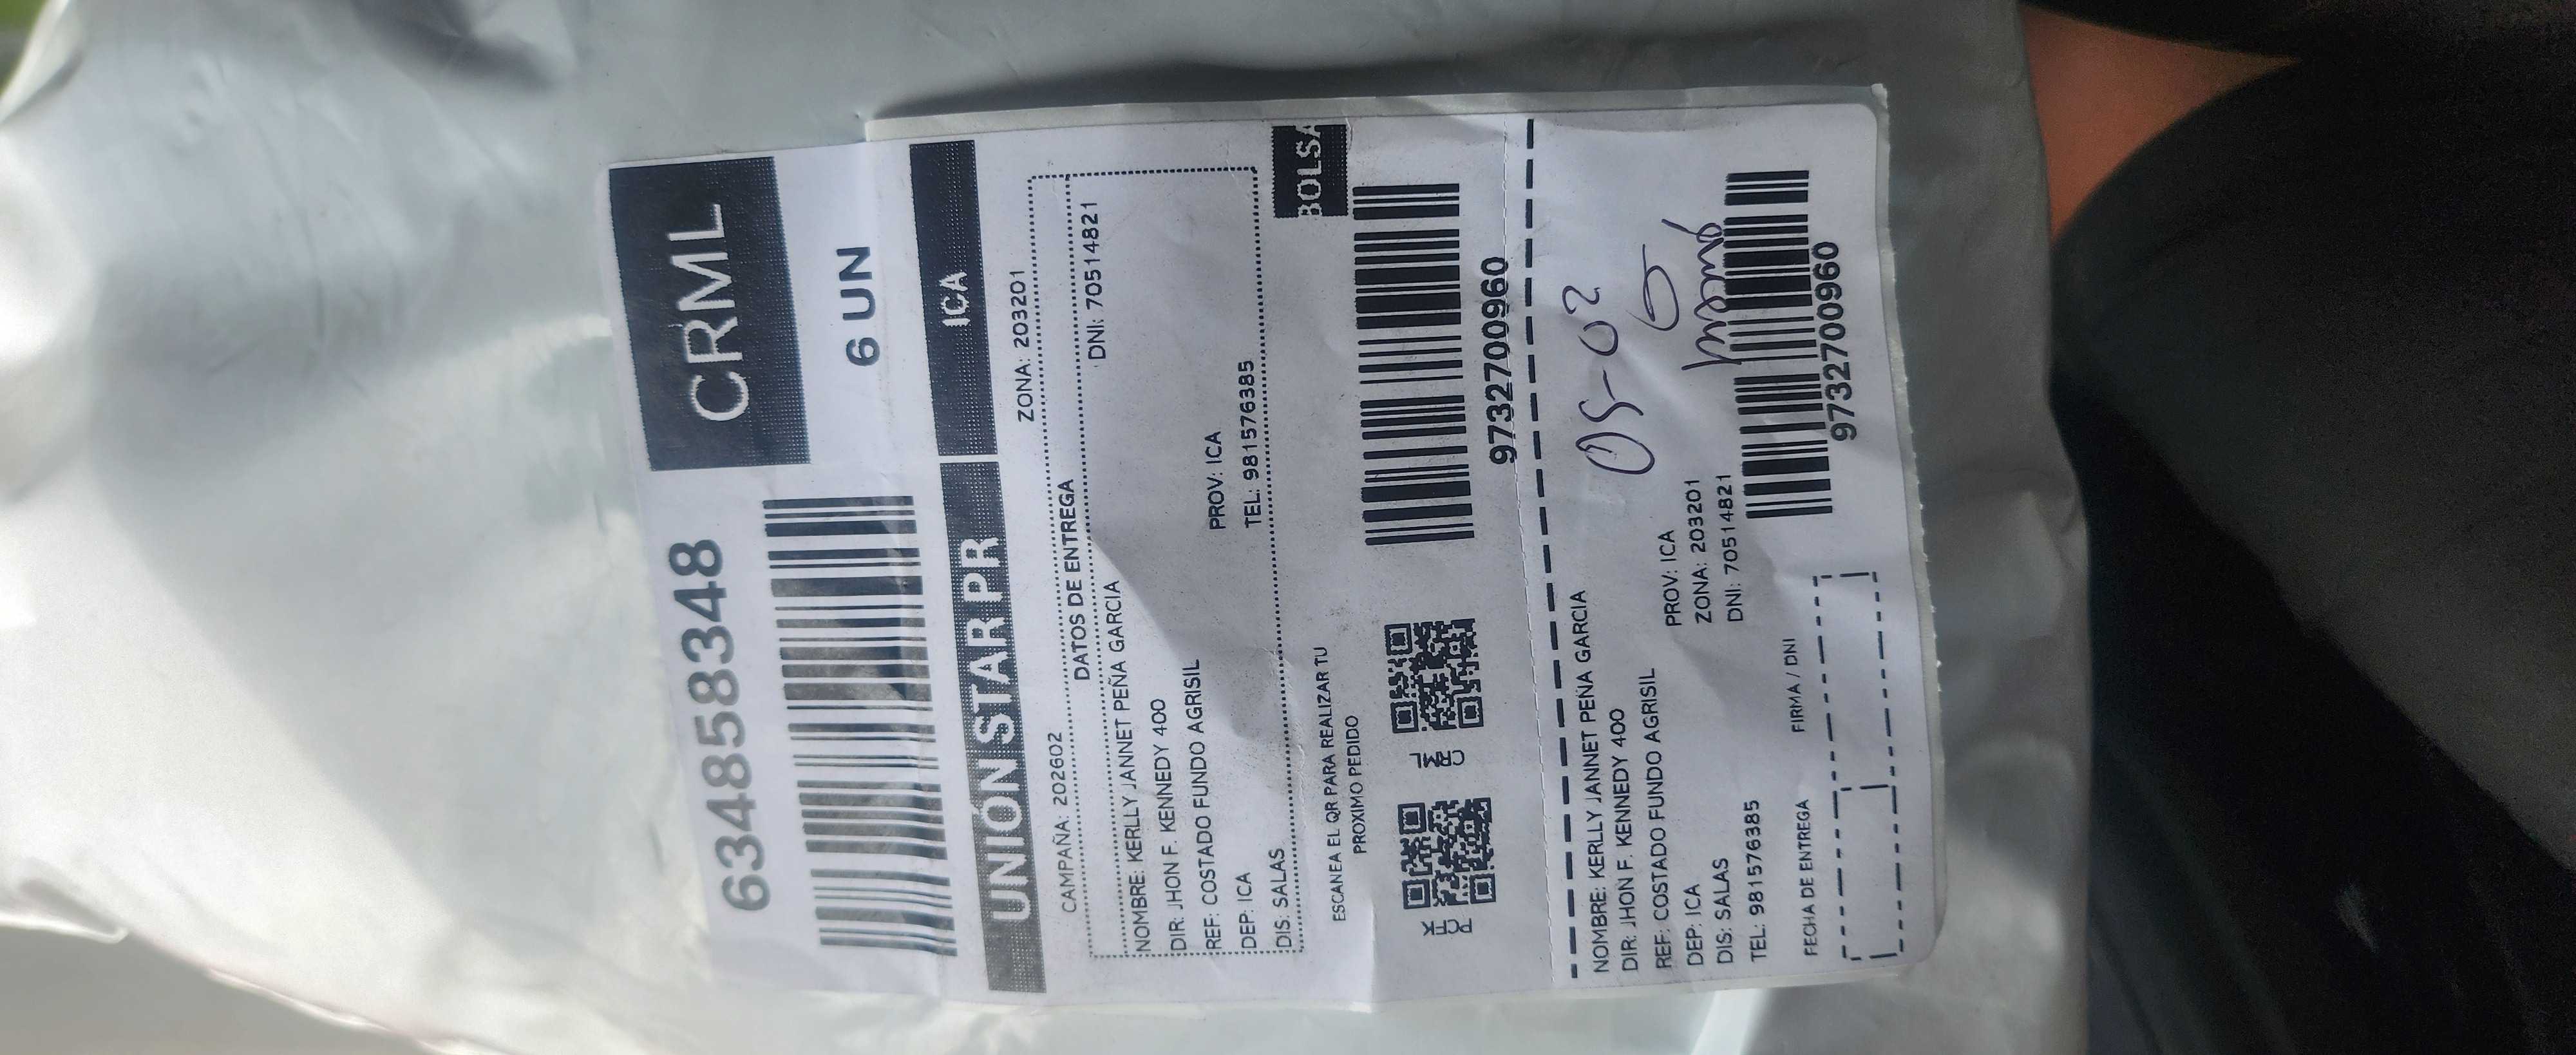 6348583348
CRML
6 UN
UNIÓN STAR PR
ICA
CAMPAÑA: 202602
ZONA: 203201
DATOS DE ENTREGA
NOMBRE: KERLLY JANNET PEÑA GARCIA
DNI: 70514821
DIR: JHON F. KENNEDY 400
REF: COSTADO FUNDO AGRISIL
DEP: ICA
PROV: ICA
DIS: SALAS
TEL: 981576385
BOLSA
ESCANEA EL QR PARA REALIZAR TU
PROXIMO PEDIDO
CRML
9732700960
NOMBRE: KERLLY JANNET PEÑA GARCIA
DIR: JHON F. KENNEDY 400
REF: COSTADO FUNDO AGRISIL
DEP: ICA
PROV: ICA
DIS: SALAS
ZONA: 203201
TEL: 981576385
DNI: 70514821
05-02
FECHA DE ENTREGA
FIRMA / DNI
9732700960